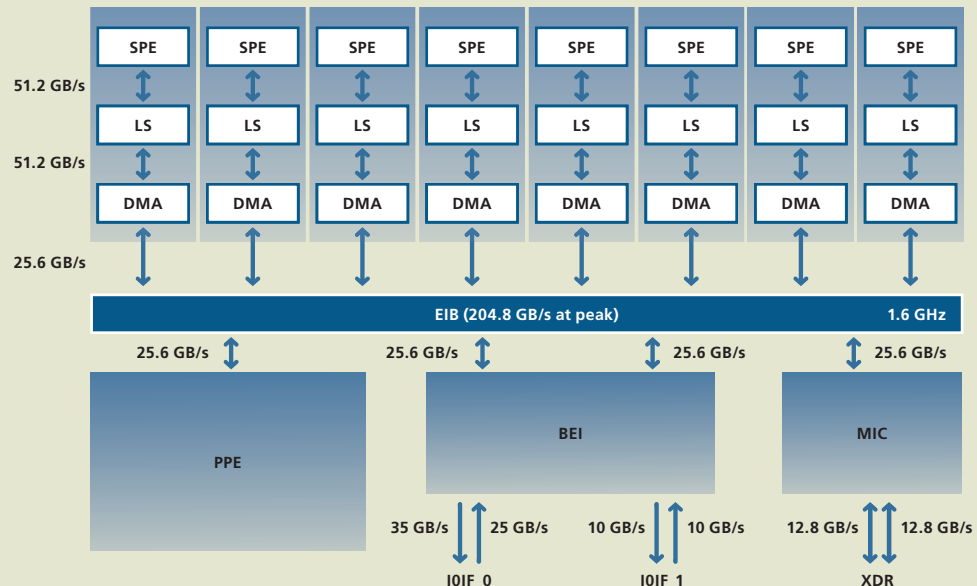 SPE SPE SPE SPE SPE SPE SPE SPE
51.2 GB/s
LS LS LS LS LS LS LS LS
51.2 GB/s
DMA DMA DMA DMA DMA DMA DMA DMA
25.6 GB/s
EIB (204.8 GB/s at peak) 1.6 GHz
25.6 GB/s 25.6 GB/s 25.6 GB/s 25.6 GB/s
PPE BEI MIC
35 GB/s 25 GB/s 10 GB/s 10 GB/s 12.8 GB/s 12.8 GB/s
I0IF_0 I0IF_1 XDR